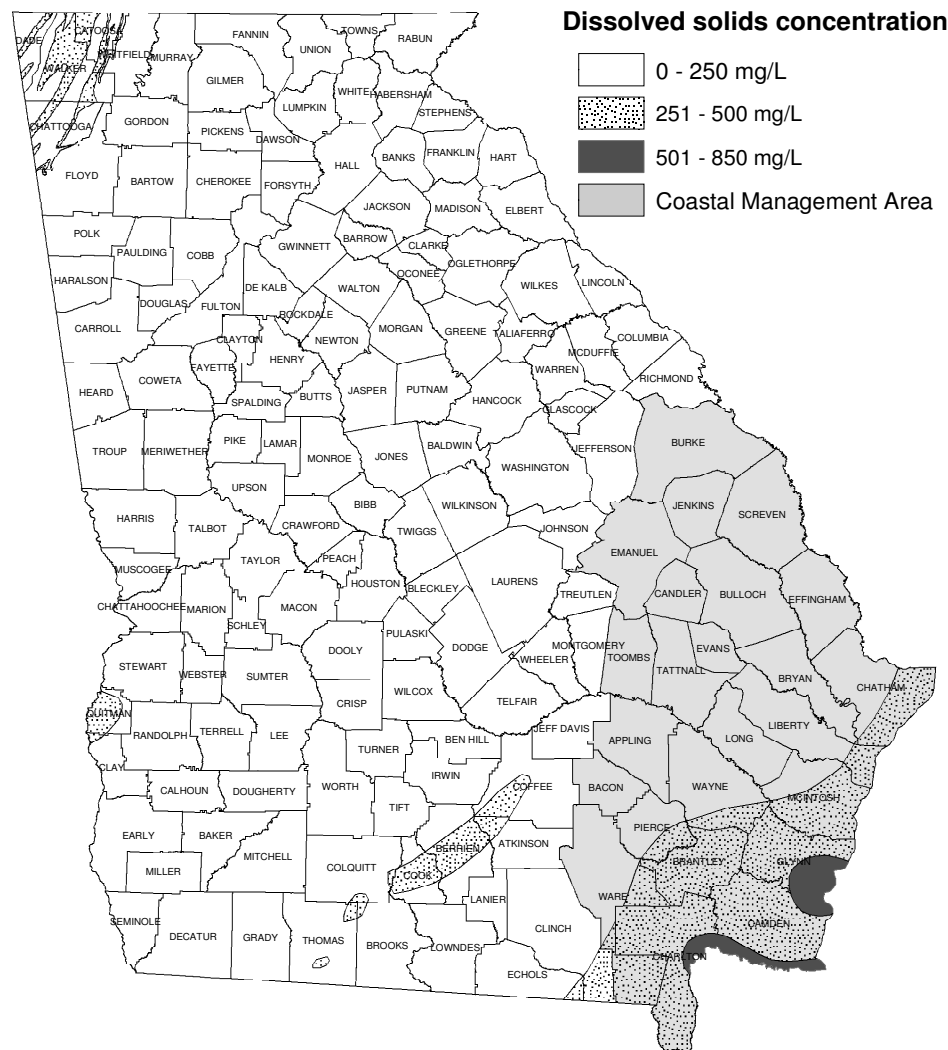 Dissolved solids concentration
0 - 250 mg/L
251 - 500 mg/L
501 - 850 mg/L
Coastal Management Area
DADE
CATOOSA
WALKER
WHITFIELD
MURRAY
FANNIN
UNION
TOWNS
RABUN
GILMER
LUMPKIN
WHITE
HABERSHAM
STEPHENS
CHATTOOGA
GORDON
PICKENS
DAWSON
HALL
BANKS
FRANKLIN
HART
FLOYD
BARTOW
CHEROKEE
FORSYTH
JACKSON
MADISON
ELBERT
POLK
PAULDING
COBB
GWINNETT
BARROW
CLARKE
OCONEE
OGLETHORPE
WILKES
LINCOLN
HARALSON
DOUGLAS
FULTON
DE KALB
ROCKDALE
WALTON
CARROLL
CLAYTON
HENRY
NEWTON
MORGAN
GREENE
TALIAFERRO
MCDUFFIE
COLUMBIA
RICHMOND
WARREN
HEARD
COWETA
FAYETTE
SPALDING
BUTTS
JASPER
PUTNAM
HANCOCK
GLASCOCK
JEFFERSON
BURKE
TROUP
MERIWETHER
PIKE
LAMAR
MONROE
JONES
BALDWIN
WASHINGTON
UPSON
BIBB
WILKINSON
JENKINS
SCREVEN
HARRIS
TALBOT
CRAWFORD
TWIGGS
JOHNSON
EMANUEL
TAYLOR
PEACH
MUSCOGEE
HOUSTON
BLECKLEY
LAURENS
TREUTLEN
CANDLER
BULLOCH
EFFINGHAM
CHATTAHOOCHEE
MARION
MACON
SCHLEY
PULASKI
DODGE
WHEELER
MONTGOMERY
TOOMBS
TATTNALL
EVANS
BRYAN
CHATHAM
STEWART
WEBSTER
SUMTER
DOOLY
CRISP
WILCOX
TELFAIR
QUITMAN
RANDOLPH
TERRELL
LEE
TURNER
BEN HILL
JEFF DAVIS
APPLING
LONG
LIBERTY
CLAY
CALHOUN
DOUGHERTY
WORTH
TIFT
IRWIN
COFFEE
BACON
WAYNE
MCINTOSH
EARLY
BAKER
MITCHELL
COLQUITT
BERRIEN
ATKINSON
PIERCE
BRANTLEY
GLYNN
MILLER
COOK
LANIER
WARE
CAMDEN
SEMINOLE
DECATUR
GRADY
THOMAS
BROOKS
LOWNDES
CLINCH
ECHOLS
CHARLTON